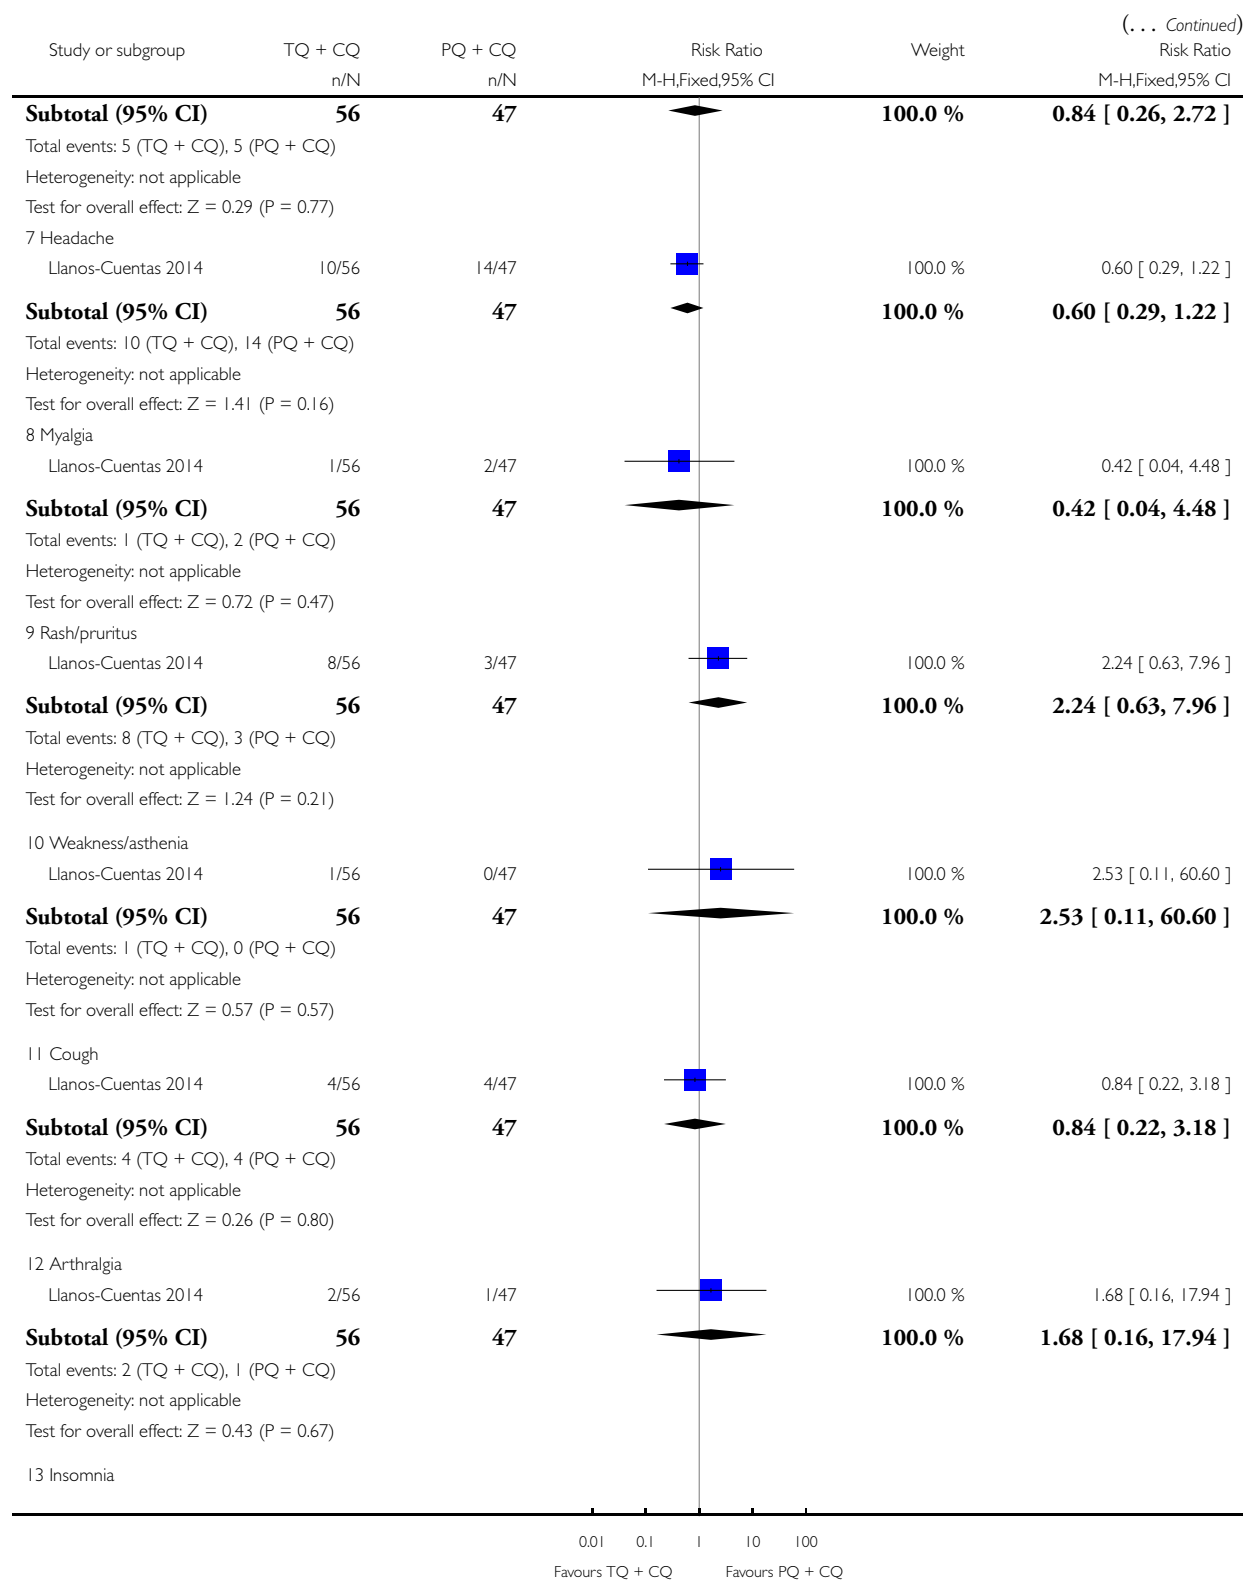 (... Continued)
Study or subgroup TQ + CQ PQ + CQ Risk Ratio Weight Risk Ratio
n/N n/N M-H,Fixed,95% CI M-H,Fixed,95% CI
Subtotal (95% CI) 56 47 100.0 % 0.84 [ 0.26, 2.72 ]
Total events: 5 (TQ + CQ), 5 (PQ + CQ)
Heterogeneity: not applicable
Test for overall effect: Z = 0.29 (P = 0.77)
7 Headache
Llanos-Cuentas 2014 10/56 14/47 100.0 % 0.60 [ 0.29, 1.22 ]
Subtotal (95% CI) 56 47 100.0 % 0.60 [ 0.29, 1.22 ]
Total events: 10 (TQ + CQ), 14 (PQ + CQ)
Heterogeneity: not applicable
Test for overall effect: Z = 1.41 (P = 0.16)
8 Myalgia
Llanos-Cuentas 2014 1/56 2/47 100.0 % 0.42 [ 0.04, 4.48 ]
Subtotal (95% CI) 56 47 100.0 % 0.42 [ 0.04, 4.48 ]
Total events: 1 (TQ + CQ), 2 (PQ + CQ)
Heterogeneity: not applicable
Test for overall effect: Z = 0.72 (P = 0.47)
9 Rash/pruritus
Llanos-Cuentas 2014 8/56 3/47 100.0 % 2.24 [ 0.63, 7.96 ]
Subtotal (95% CI) 56 47 100.0 % 2.24 [ 0.63, 7.96 ]
Total events: 8 (TQ + CQ), 3 (PQ + CQ)
Heterogeneity: not applicable
Test for overall effect: Z = 1.24 (P = 0.21)
10 Weakness/asthenia
Llanos-Cuentas 2014 1/56 0/47 100.0 % 2.53 [ 0.11, 60.60 ]
Subtotal (95% CI) 56 47 100.0 % 2.53 [ 0.11, 60.60 ]
Total events: 1 (TQ + CQ), 0 (PQ + CQ)
Heterogeneity: not applicable
Test for overall effect: Z = 0.57 (P = 0.57)
11 Cough
Llanos-Cuentas 2014 4/56 4/47 100.0 % 0.84 [ 0.22, 3.18 ]
Subtotal (95% CI) 56 47 100.0 % 0.84 [ 0.22, 3.18 ]
Total events: 4 (TQ + CQ), 4 (PQ + CQ)
Heterogeneity: not applicable
Test for overall effect: Z = 0.26 (P = 0.80)
12 Arthralgia
Llanos-Cuentas 2014 2/56 1/47 100.0 % 1.68 [ 0.16, 17.94 ]
Subtotal (95% CI) 56 47 100.0 % 1.68 [ 0.16, 17.94 ]
Total events: 2 (TQ + CQ), 1 (PQ + CQ)
Heterogeneity: not applicable
Test for overall effect: Z = 0.43 (P = 0.67)
13 Insomnia
0.01 0.1 1 10 100
Favours TQ + CQ Favours PQ + CQ